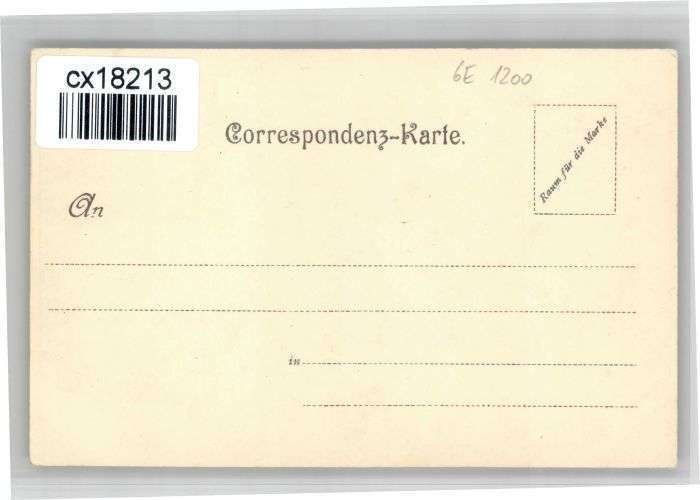 cx18213
6E 1200
Correspondenz-Karte.
Raum für die Marke
An
in